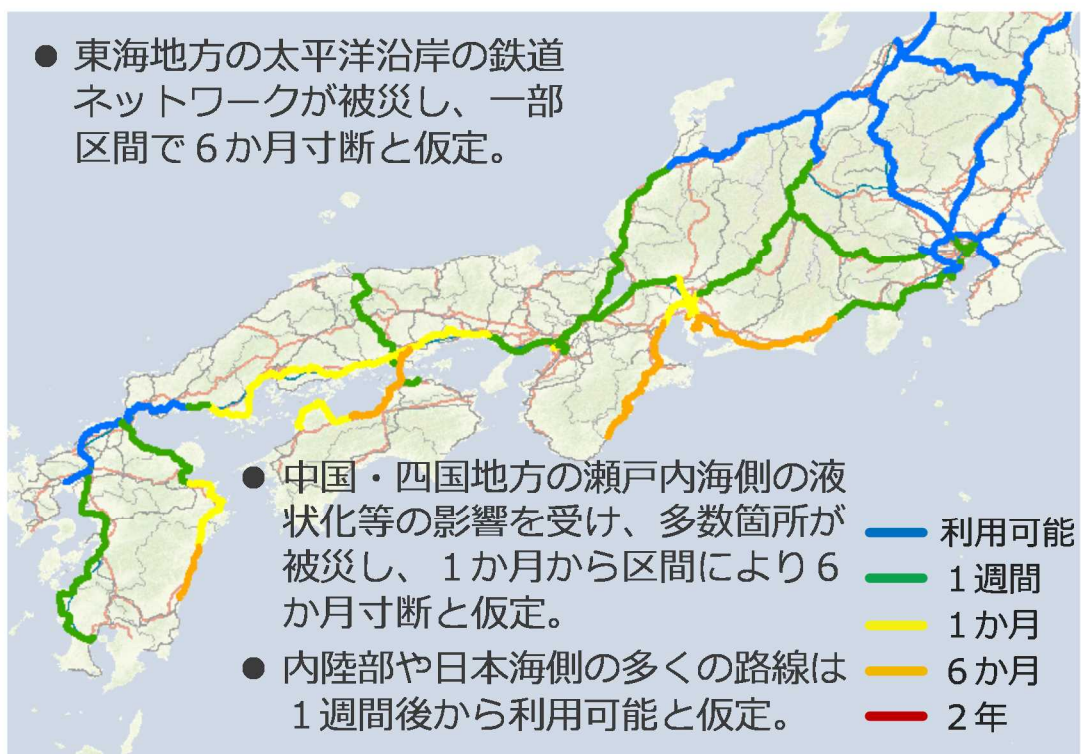 ● 東海地方の太平洋沿岸の鉄道
ネットワークが被災し、一部
区間で６か月寸断と仮定。
● 中国・四国地方の瀬戸内海側の液
状化等の影響を受け、多数箇所が
被災し、１か月から区間により６
か月寸断と仮定。
● 内陸部や日本海側の多くの路線は
１週間後から利用可能と仮定。
利用可能
１週間
１か月
６か月
２年